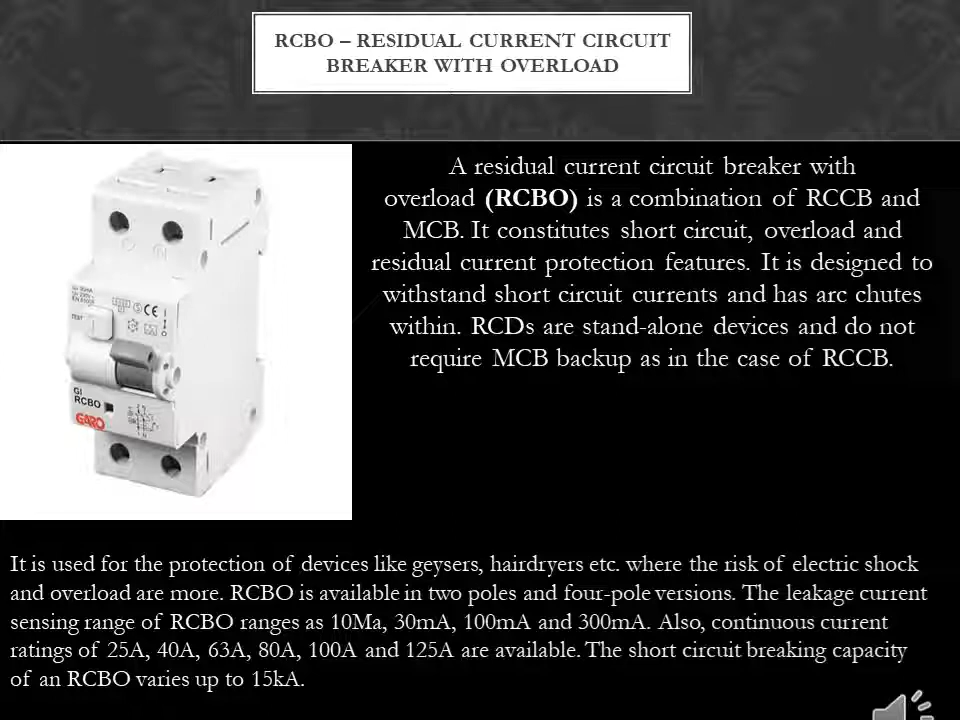 RCBO – RESIDUAL CURRENT CIRCUIT
BREAKER WITH OVERLOAD
A residual current circuit breaker with
overload (RCBO) is a combination of RCCB and
MCB. It constitutes short circuit, overload and
residual current protection features. It is designed to
withstand short circuit currents and has arc chutes
within. RCDs are stand-alone devices and do not
require MCB backup as in the case of RCCB.
TEST
CE
GI
RCBO
GARO
It is used for the protection of devices like geysers, hairdryers etc. where the risk of electric shock
and overload are more. RCBO is available in two poles and four-pole versions. The leakage current
sensing range of RCBO ranges as 10Ma, 30mA, 100mA and 300mA. Also, continuous current
ratings of 25A, 40A, 63A, 80A, 100A and 125A are available. The short circuit breaking capacity
of an RCBO varies up to 15kA.